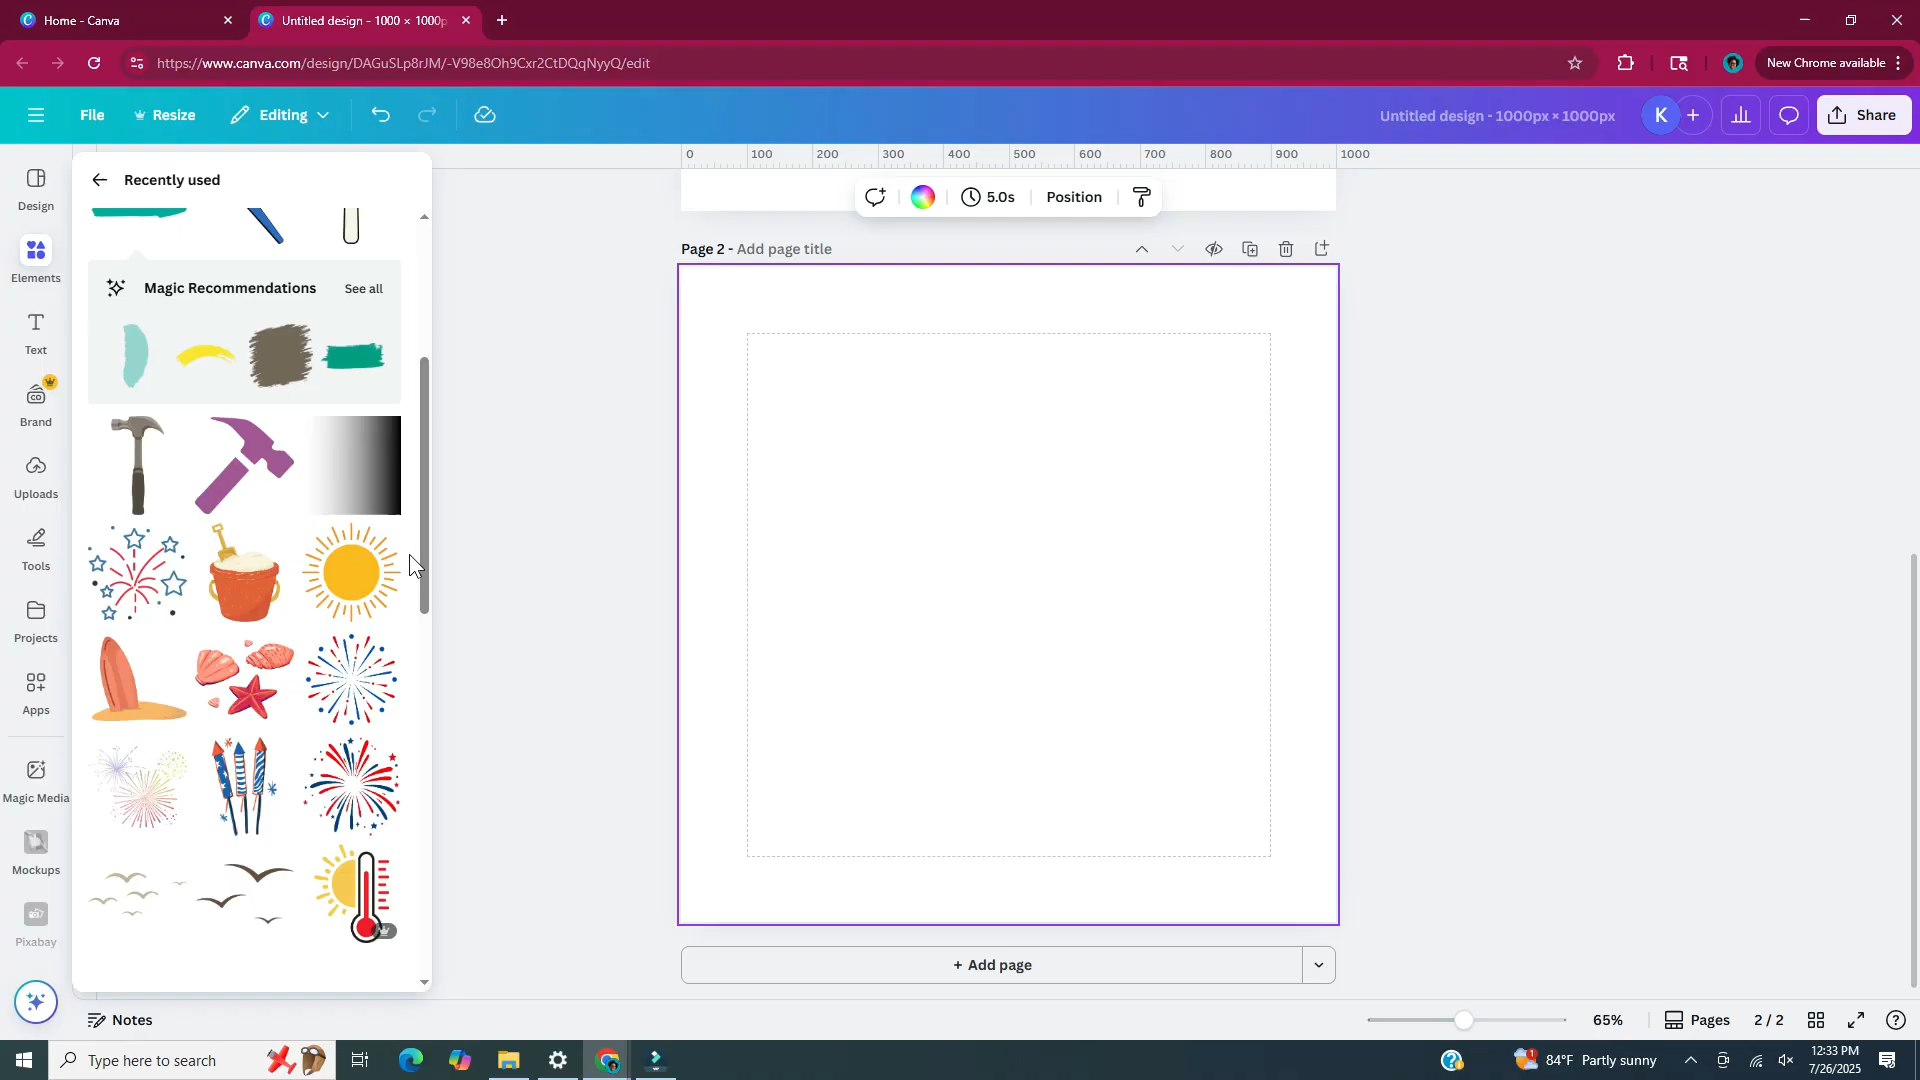 Home - Canva
Untitled design - 1000 × 1000p
https://www.canva.com/design/DAGuSLp8rJM/-V98e8Oh9Cxr2CtDQqNyyQ/edit
New Chrome available
File
Resize
Editing
Untitled design - 1000px × 1000px
K
Share
Design
Elements
Text
Brand
Uploads
Tools
Projects
Apps
Magic Media
Mockups
Pixabay
Recently used
Magic Recommendations
See all
0 100 200 300 400 500 600 700 800 900 1000
5.0s
Position
Page 2 - Add page title
+ Add page
Notes
65%
Pages
2 / 2
Type here to search
84°F Partly sunny
12:33 PM
7/26/2025